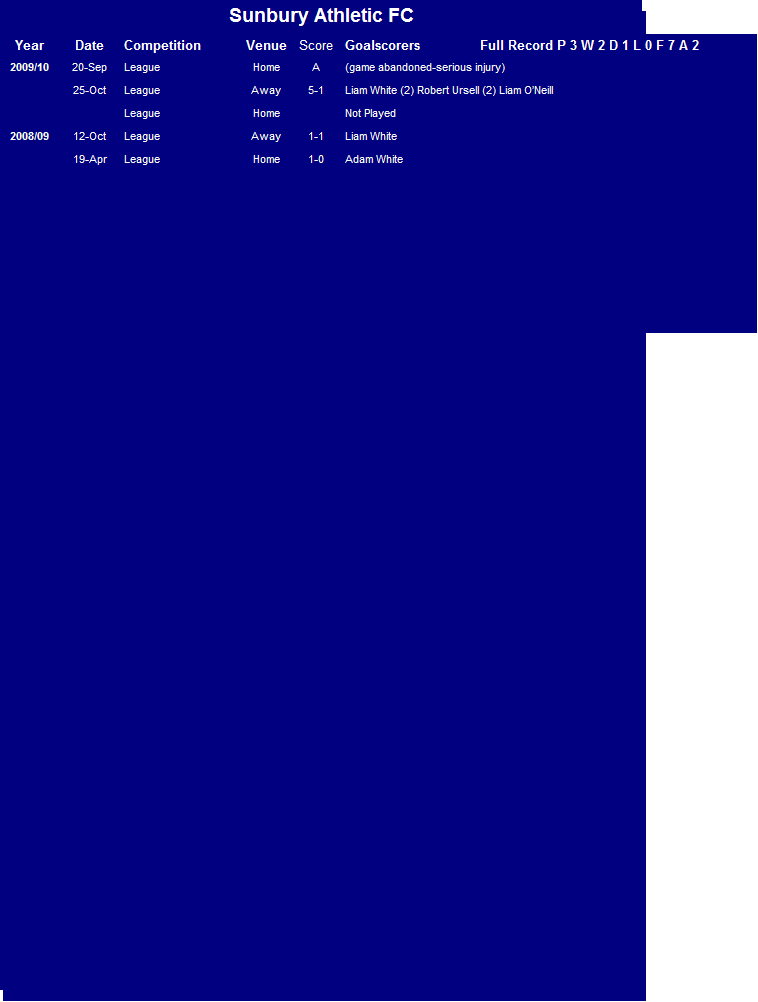 Sunbury Athletic FC
Year Date Competition Venue Score Goalscorers Full Record P 3 W 2 D 1 L 0 F 7 A 2
2009/10 20-Sep League Home A (game abandoned-serious injury)
25-Oct League Away 5-1 Liam White (2) Robert Ursell (2) Liam O'Neill
League Home Not Played
2008/09 12-Oct League Away 1-1 Liam White
19-Apr League Home 1-0 Adam White